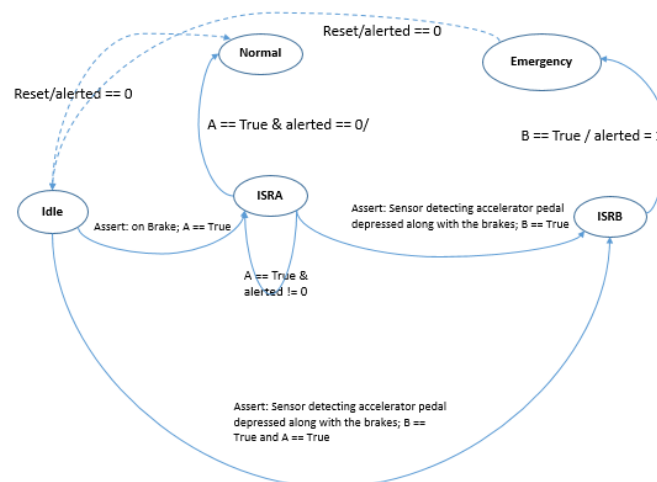 Reset/alerted == 0
Normal
Emergency
Reset/alerted == 0
A == True & alerted == 0/
B == True / alerted =
ISRA
Idle
Assert: on Brake; A == True
Assert: Sensor detecting accelerator pedal
depressed along with the brakes; B == True
ISRB
A == True &
alerted != 0
Assert: Sensor detecting accelerator pedal
depressed along with the brakes; B ==
True and A == True